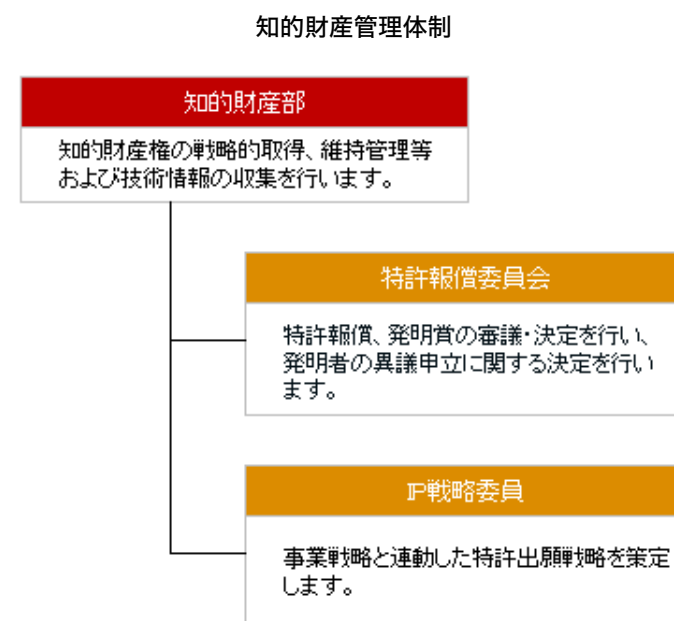 知的財産管理体制
知的財産部
知的財産権の戦略的取得、維持管理等
および技術情報の収集を行います。
特許報償委員会
特許報償、発明賞の審議・決定を行い、
発明者の異議申立に関する決定を行い
ます。
IP戦略委員
事業戦略と連動した特許出願戦略を策定
します。